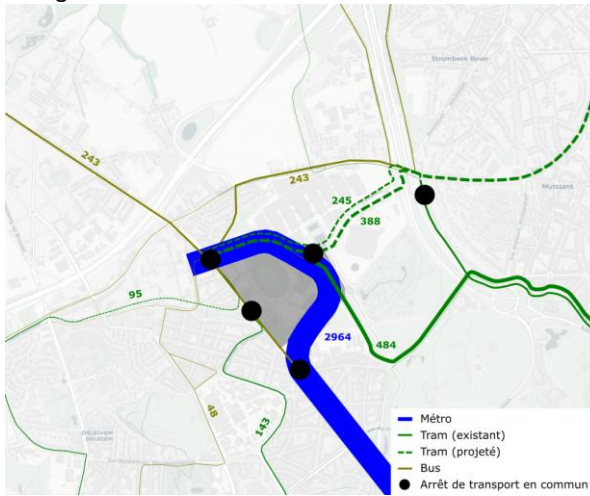 Strombeek Bever
243
243
245
388
Mutsaard
95
2964
484
48
143
DIELEGHEM
Métro
Tram (existant)
Tram (projeté)
Bus
Arrêt de transport en commun